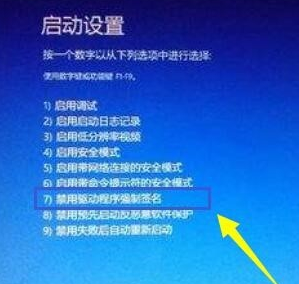 启动设置
按一个数字以从下列选项中进行选择:
使用数字键或功能键 F1-F9。
1) 启用调试
2) 启用启动日志记录
3) 启用低分辨率视频
4) 启用安全模式
5) 启用带网络连接的安全模式
6) 启用带命令提示符的安全模式
7) 禁用驱动程序强制签名
8) 禁用预先启动反恶意软件保护
9) 禁用失败后自动重新启动